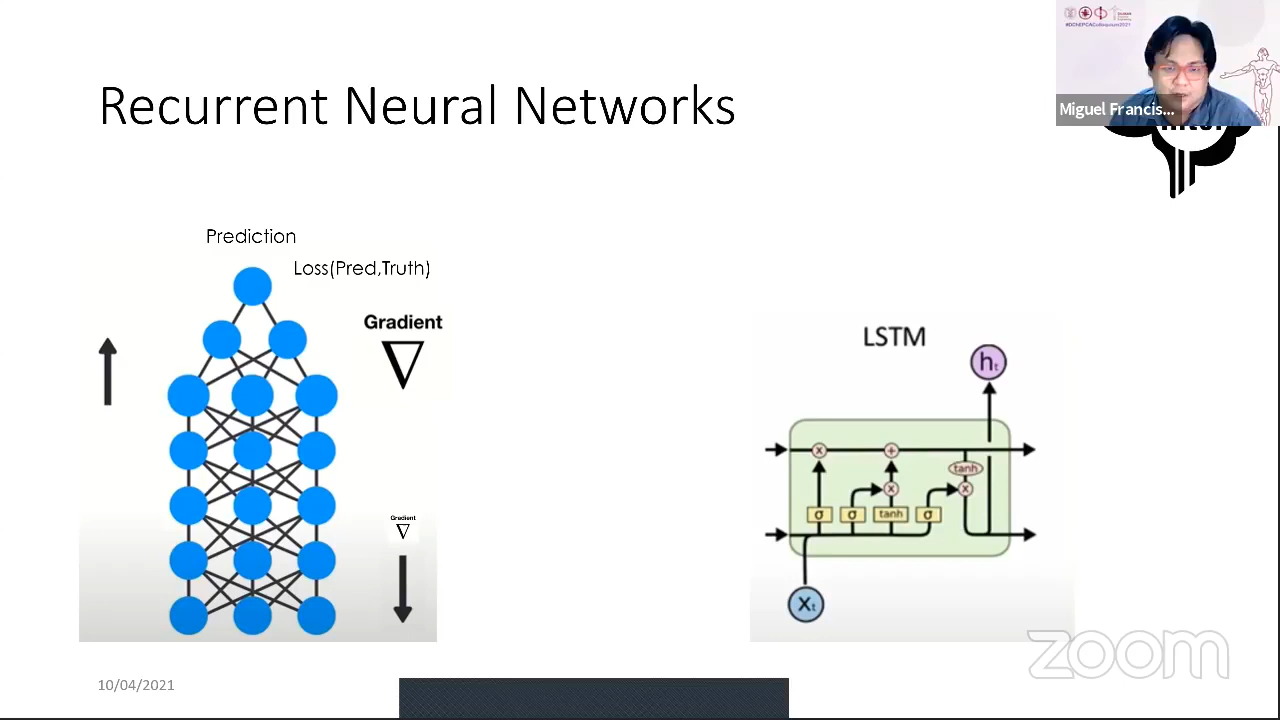 #DChEPCAColloquium2021
Miguel Francis...
Recurrent Neural Networks
Prediction
Loss(Pred,Truth)
Gradient
∇
Gradient
∇
LSTM
hₜ
x
+
tanh
x
x
σ
σ
tanh
σ
Xₜ
zoom
10/04/2021